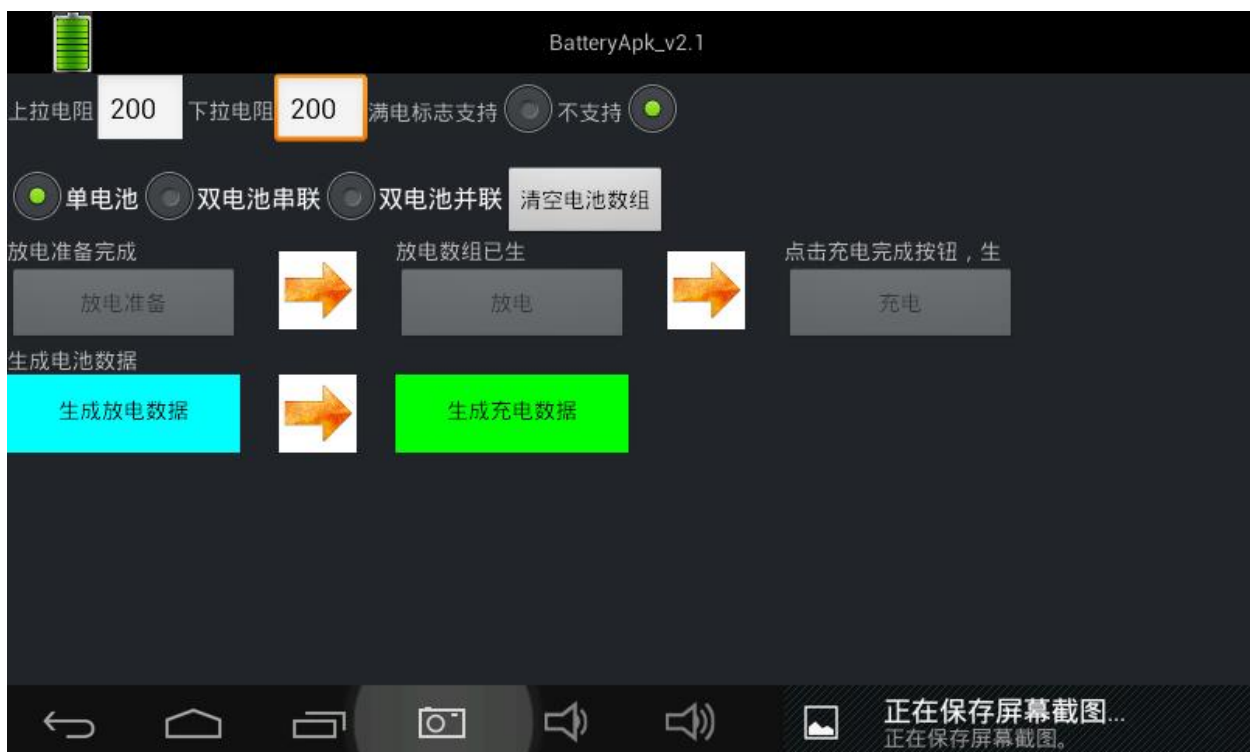 BatteryApk_v2.1
上拉电阻 200 下拉电阻 200 满电标志支持 不支持
单电池 双电池串联 双电池并联 清空电池数组
放电准备完成 放电数组已生 点击充电完成按钮，生
放电准备 放电 充电
生成电池数据
生成放电数据 生成充电数据
正在保存屏幕截图...
正在保存屏幕截图。